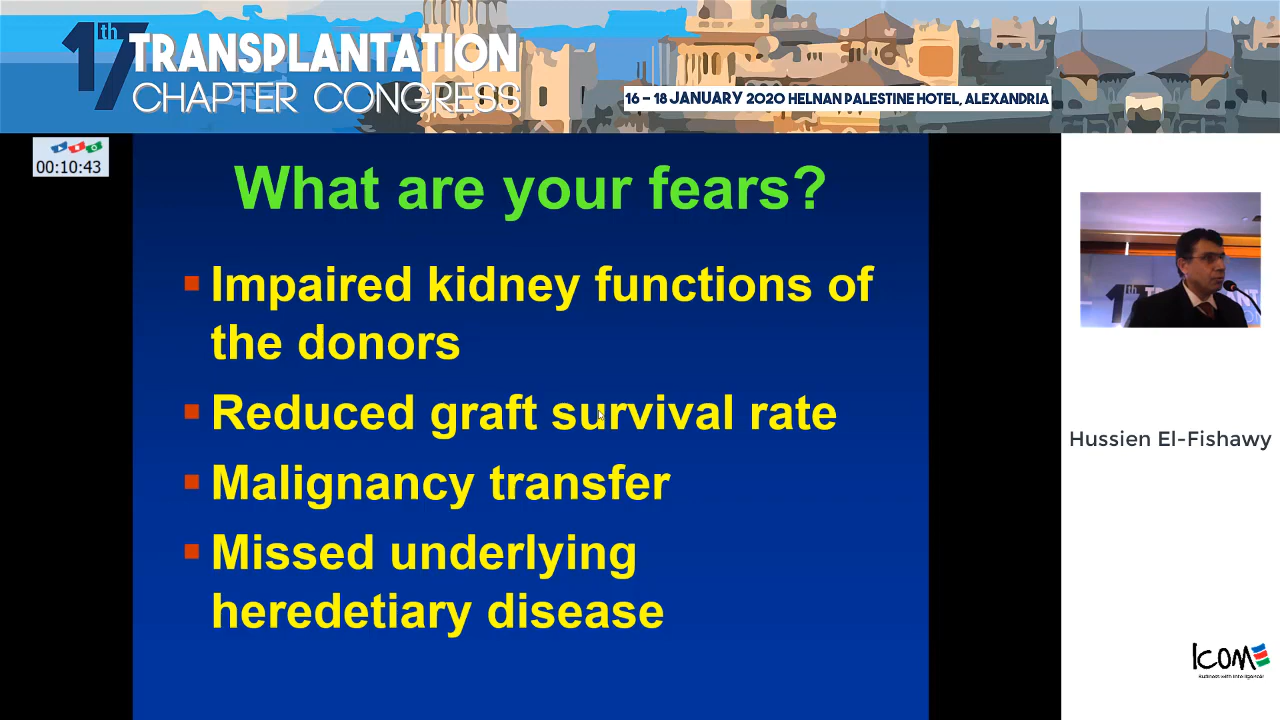 17th TRANSPLANTATION
CHAPTER CONGRESS
16 – 18 JANUARY 2020 HELNAN PALESTINE HOTEL, ALEXANDRIA
00:10:43
What are your fears?
Impaired kidney functions of
the donors
Reduced graft survival rate
Malignancy transfer
Missed underlying
heredetiary disease
Hussien El-Fishawy
ICOM